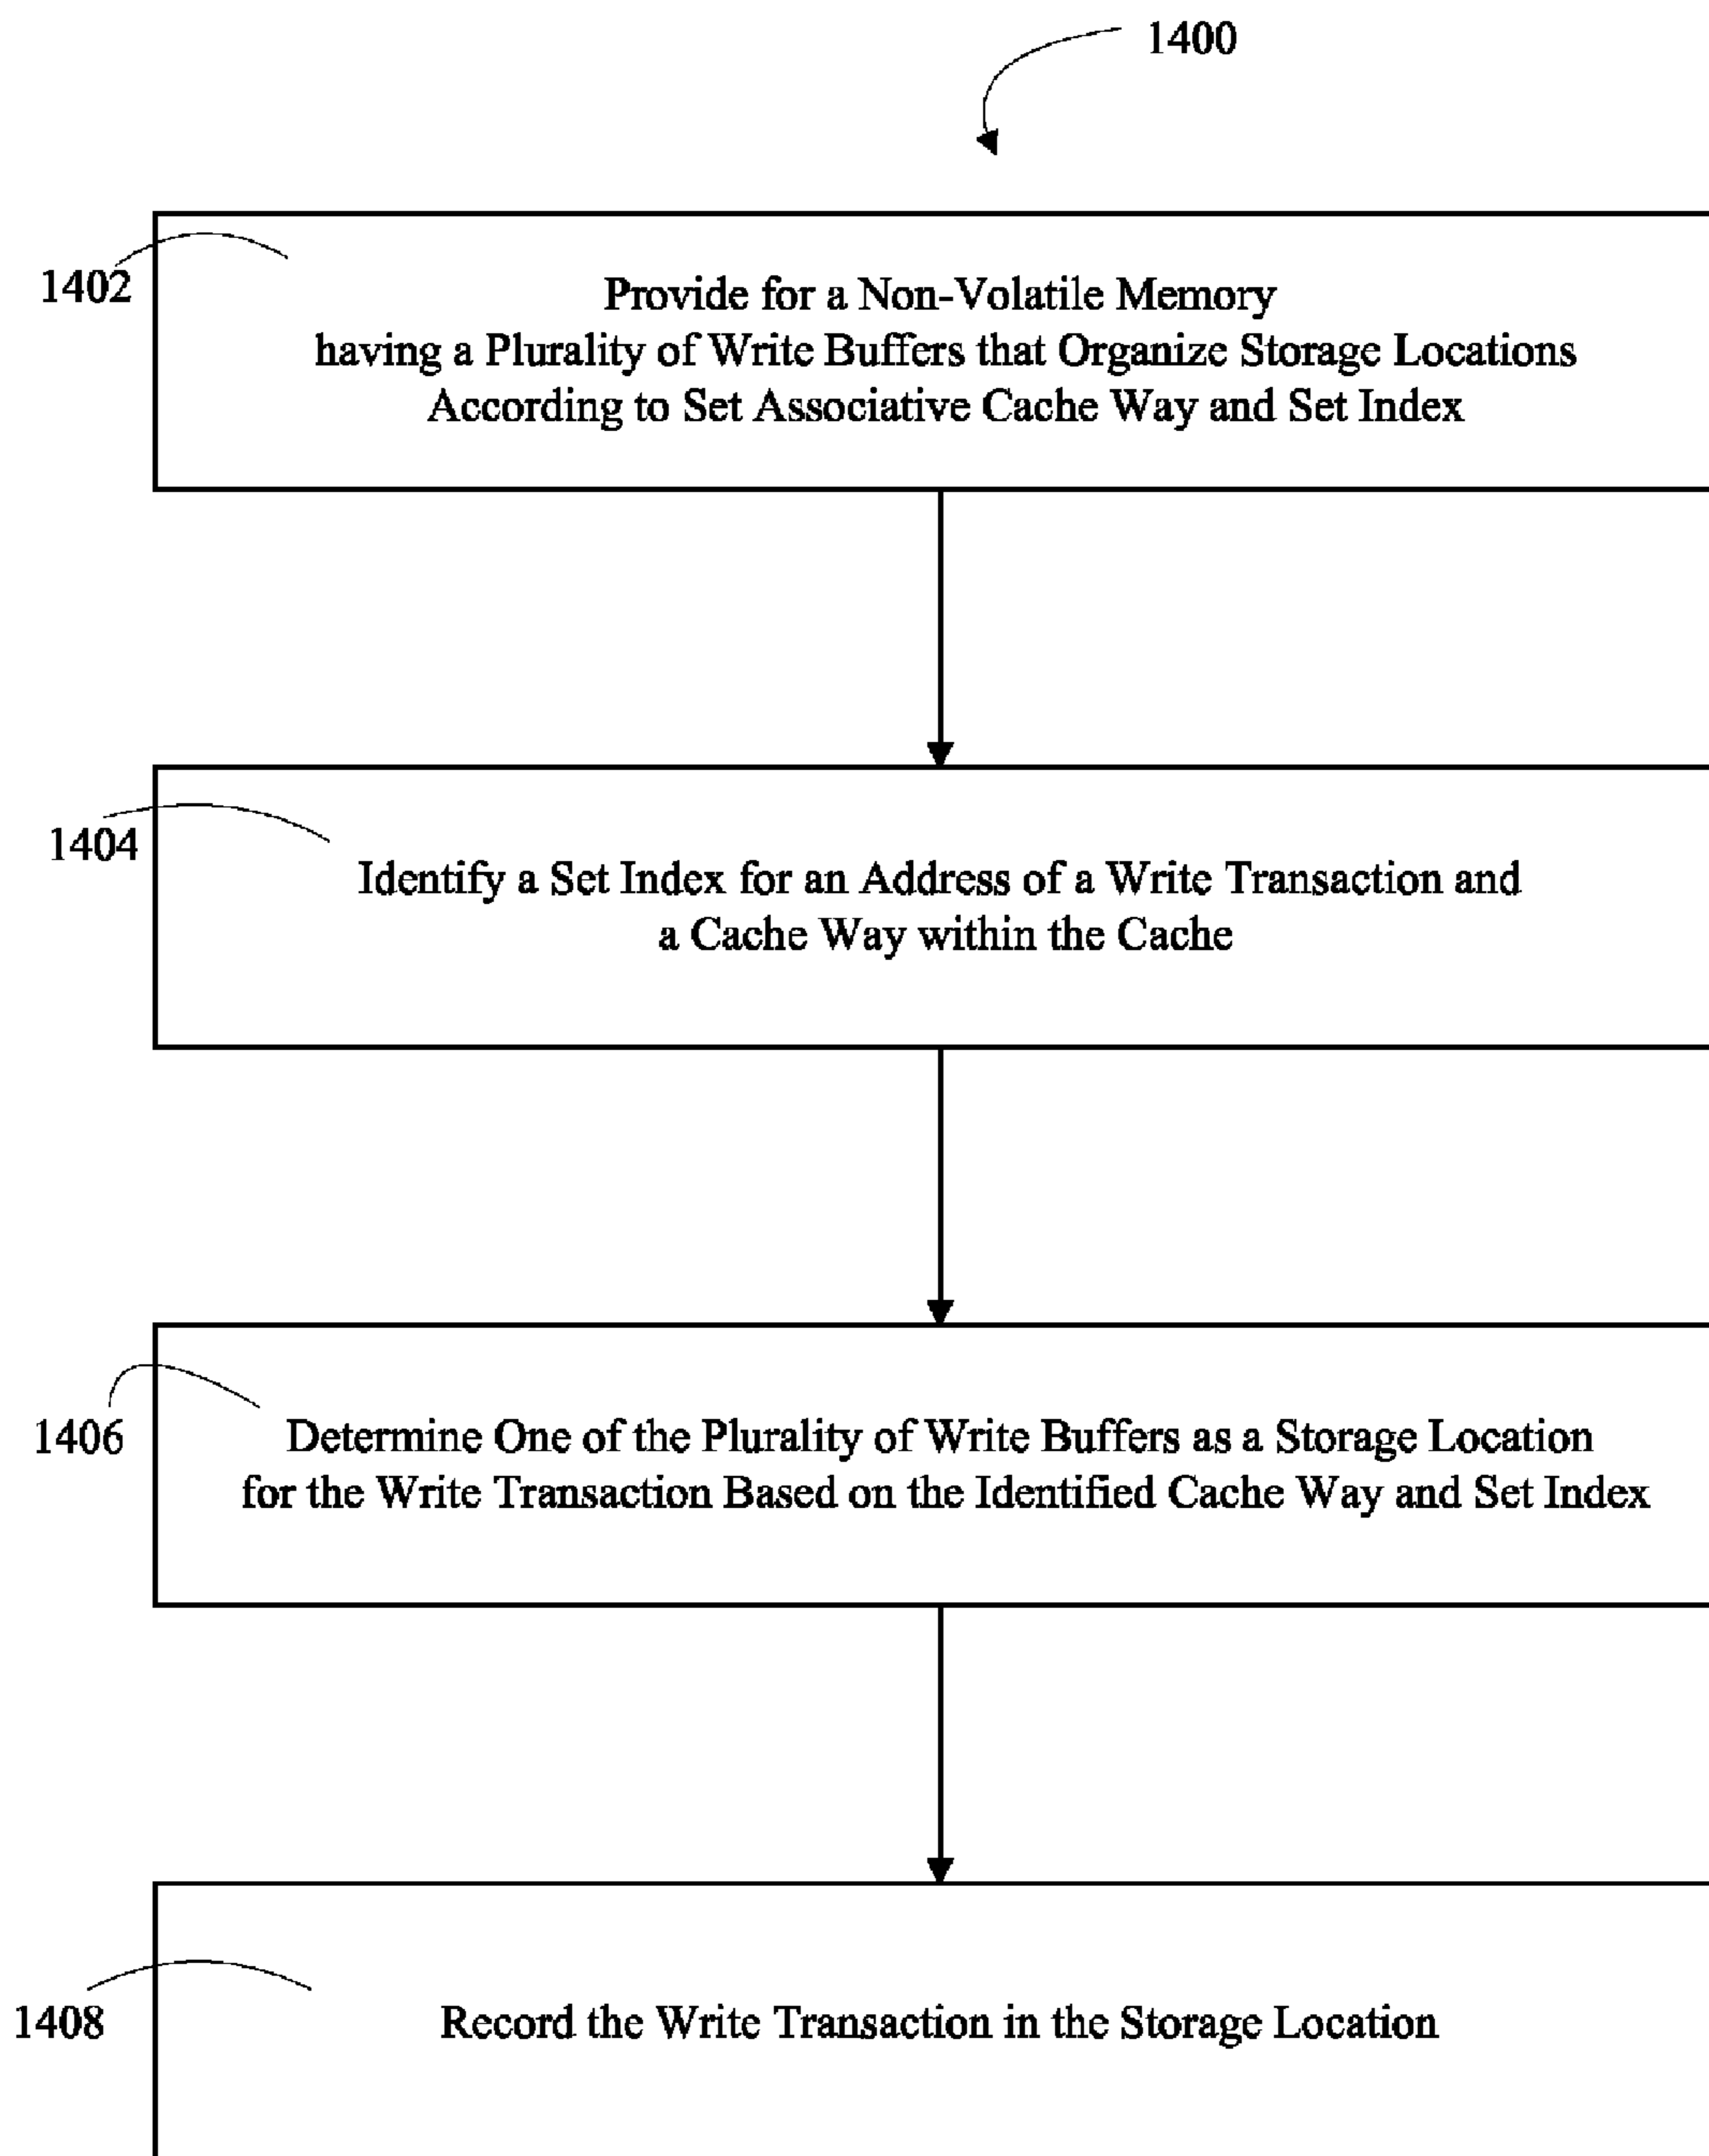 1400
1402
Provide for a Non-Volatile Memory
having a Plurality of Write Buffers that Organize Storage Locations
According to Set Associative Cache Way and Set Index
1404
Identify a Set Index for an Address of a Write Transaction and
a Cache Way within the Cache
1406
Determine One of the Plurality of Write Buffers as a Storage Location
for the Write Transaction Based on the Identified Cache Way and Set Index
1408
Record the Write Transaction in the Storage Location